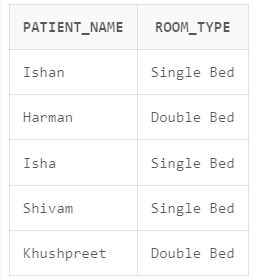 PATIENT_NAME ROOM_TYPE
Ishan Single Bed
Harman Double Bed
Isha Single Bed
Shivam Single Bed
Khushpreet Double Bed